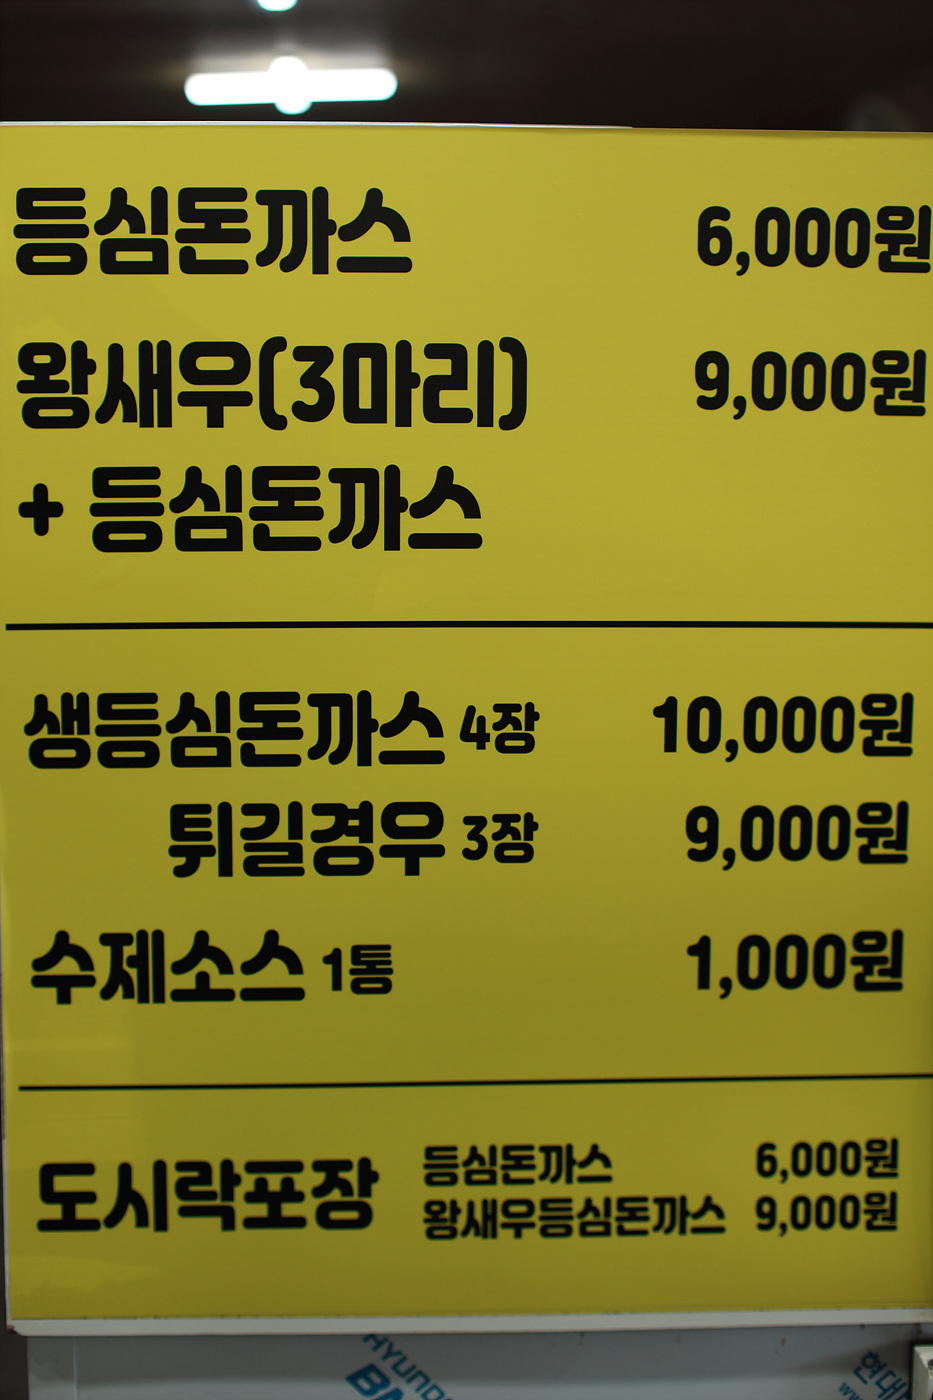 등심돈까스 6,000원
왕새우(3마리) 9,000원
+ 등심돈까스
생등심돈까스 4장 10,000원
튀길경우 3장 9,000원
수제소스 1통 1,000원
도시락포장 등심돈까스 6,000원
왕새우등심돈까스 9,000원
HYUND
BA
현대